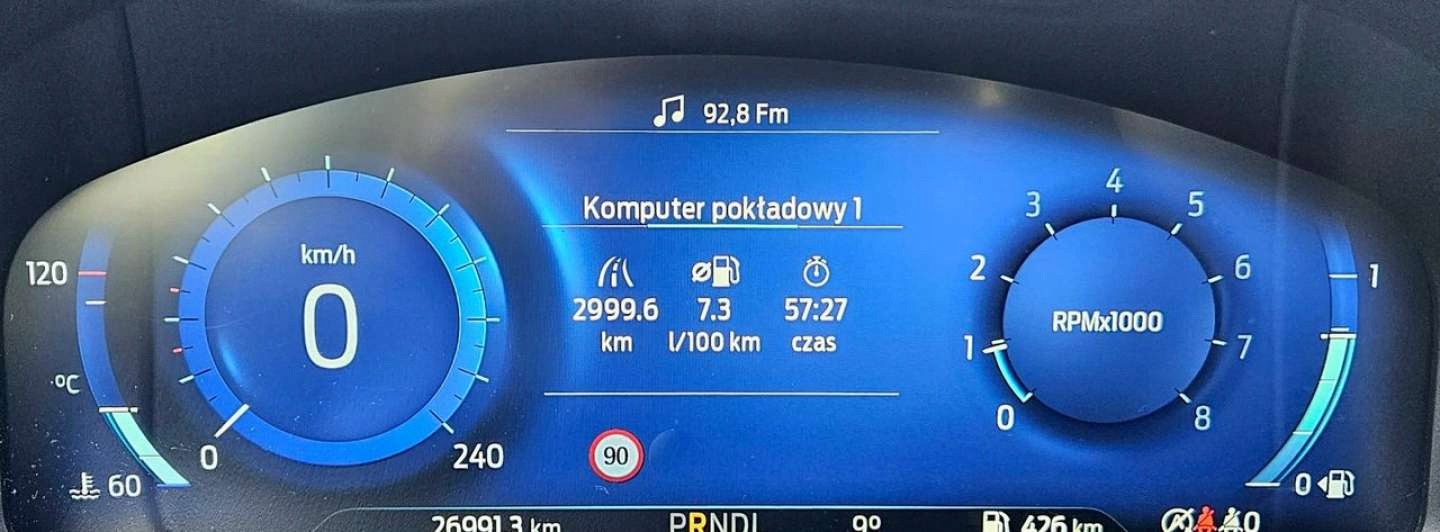 92,8 Fm
Komputer pokładowy 1
2999.6 7.3 57:27
km l/100 km czas
km/h
0
0 240
120
°C
60
4
3 5
2 6
RPMx1000
1 7
0 8
1
0
90
26991.3 km PRNDL 9° 426 km 0